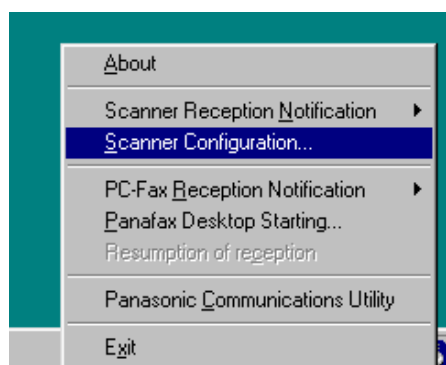 About
Scanner Reception Notification
Scanner Configuration...
PC-Fax Reception Notification
Panafax Desktop Starting...
Resumption of reception
Panasonic Communications Utility
Exit